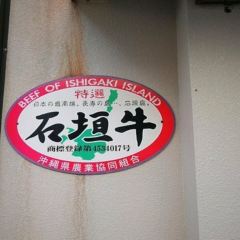 BEEF OF ISHIGAKI ISLAND
特選
日本の最南端、長寿の島…、石垣島。
石垣牛
商標登録第4554017号
沖縄県農業協同組合